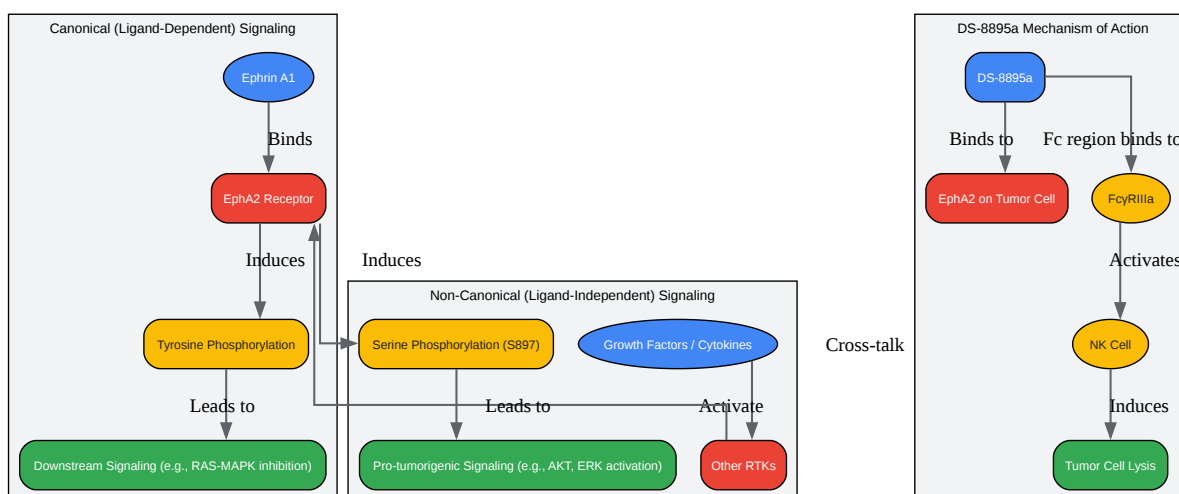 Canonical (Ligand-Dependent) Signaling
Ephrin A1
Binds
EphA2 Receptor
Induces
Tyrosine Phosphorylation
Leads to
Downstream Signaling (e.g., RAS-MAPK inhibition)
Induces
Non-Canonical (Ligand-Independent) Signaling
Serine Phosphorylation (S897)
Growth Factors / Cytokines
Leads to
Activate
Pro-tumorigenic Signaling (e.g., AKT, ERK activation)
Other RTKs
Cross-talk
DS-8895a Mechanism of Action
DS-8895a
Binds to
Fc region binds to
EphA2 on Tumor Cell
FcγRIIIa
Activates
NK Cell
Induces
Tumor Cell Lysis